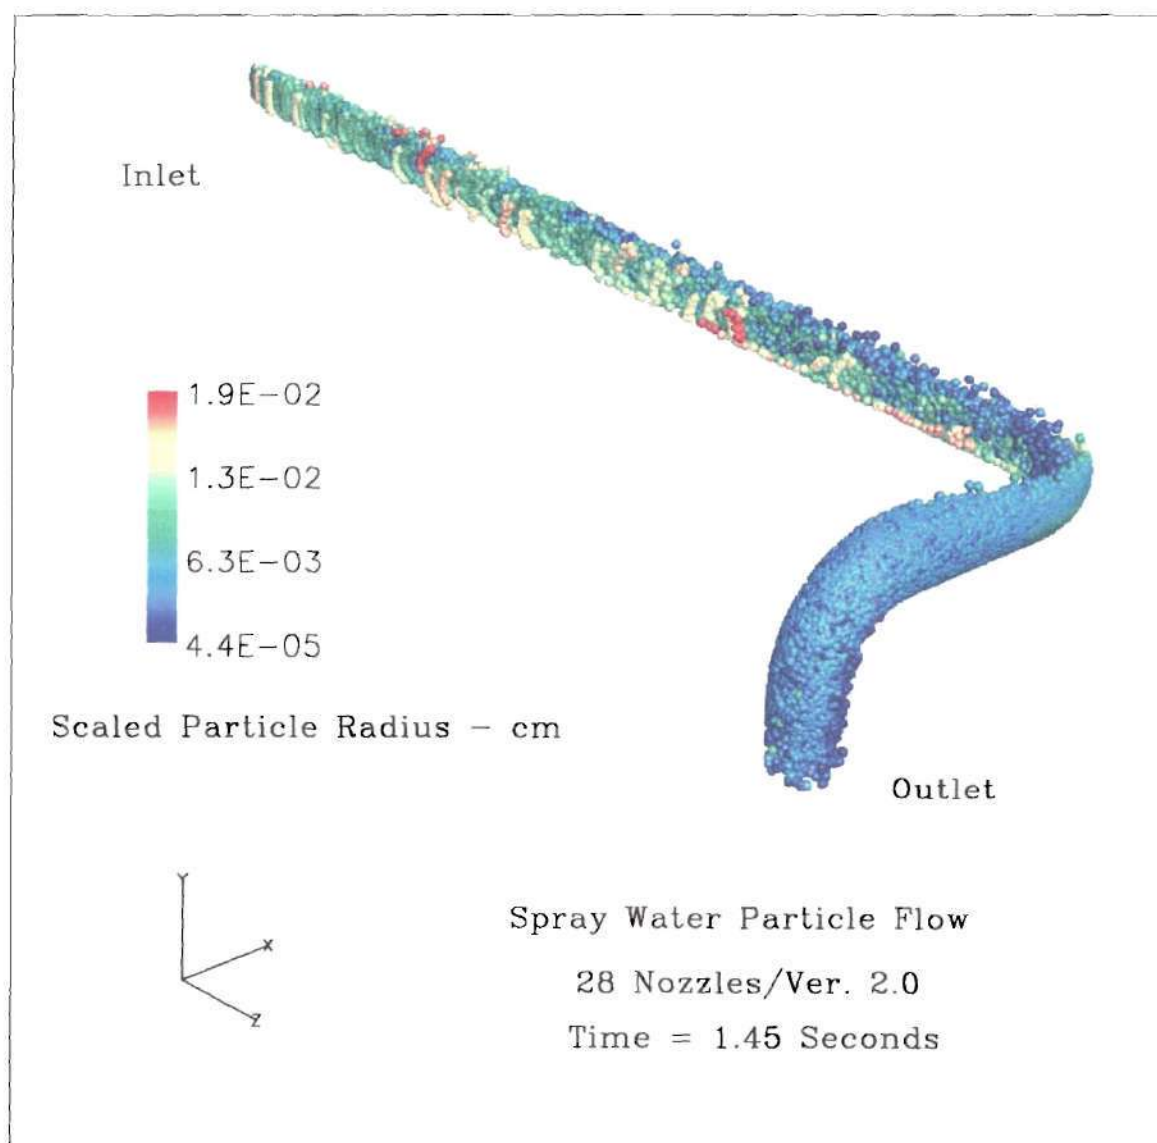 Inlet
1.9E-02
1.3E-02
6.3E-03
4.4E-05
Scaled Particle Radius - cm
Outlet
Y
X
Z
Spray Water Particle Flow
28 Nozzles/Ver. 2.0
Time = 1.45 Seconds